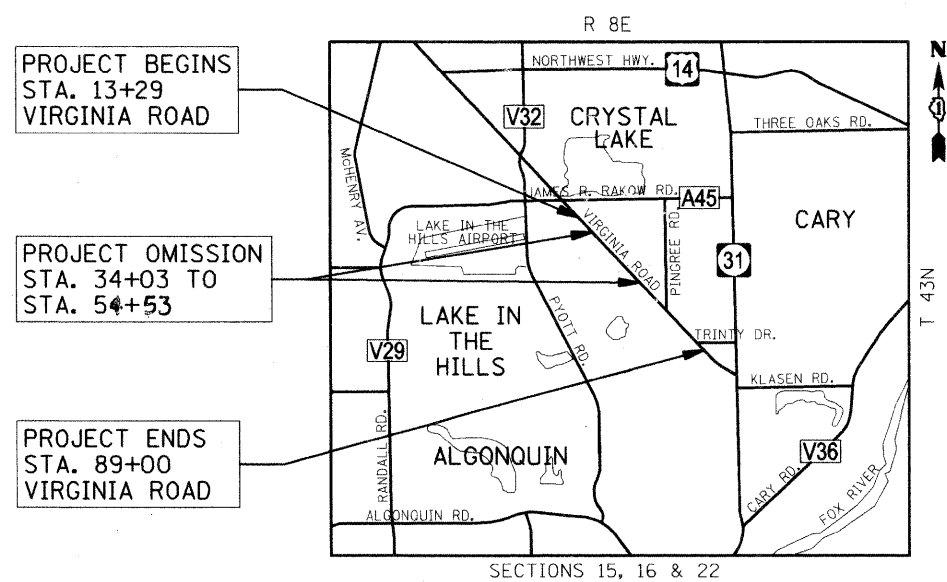 R 8E
PROJECT BEGINS
STA. 13+29
VIRGINIA ROAD
N
NORTHWEST HWY.
14
V32
CRYSTAL
LAKE
THREE OAKS RD.
MCHENRY AV.
JAMES R. RAKOW RD.
A45
LAKE IN THE
HILLS AIRPORT
VIRGINIA ROAD
PINGREE RD.
CARY
31
PROJECT OMISSION
STA. 34+03 TO
STA. 54+53
T 43N
PYOTT RD.
LAKE IN
THE
HILLS
TRINTY DR.
V29
KLASEN RD.
PROJECT ENDS
STA. 89+00
VIRGINIA ROAD
RANDALL RD.
ALGONQUIN
V36
CARY RD.
FOX RIVER
ALGONQUIN RD.
SECTIONS 15, 16 & 22